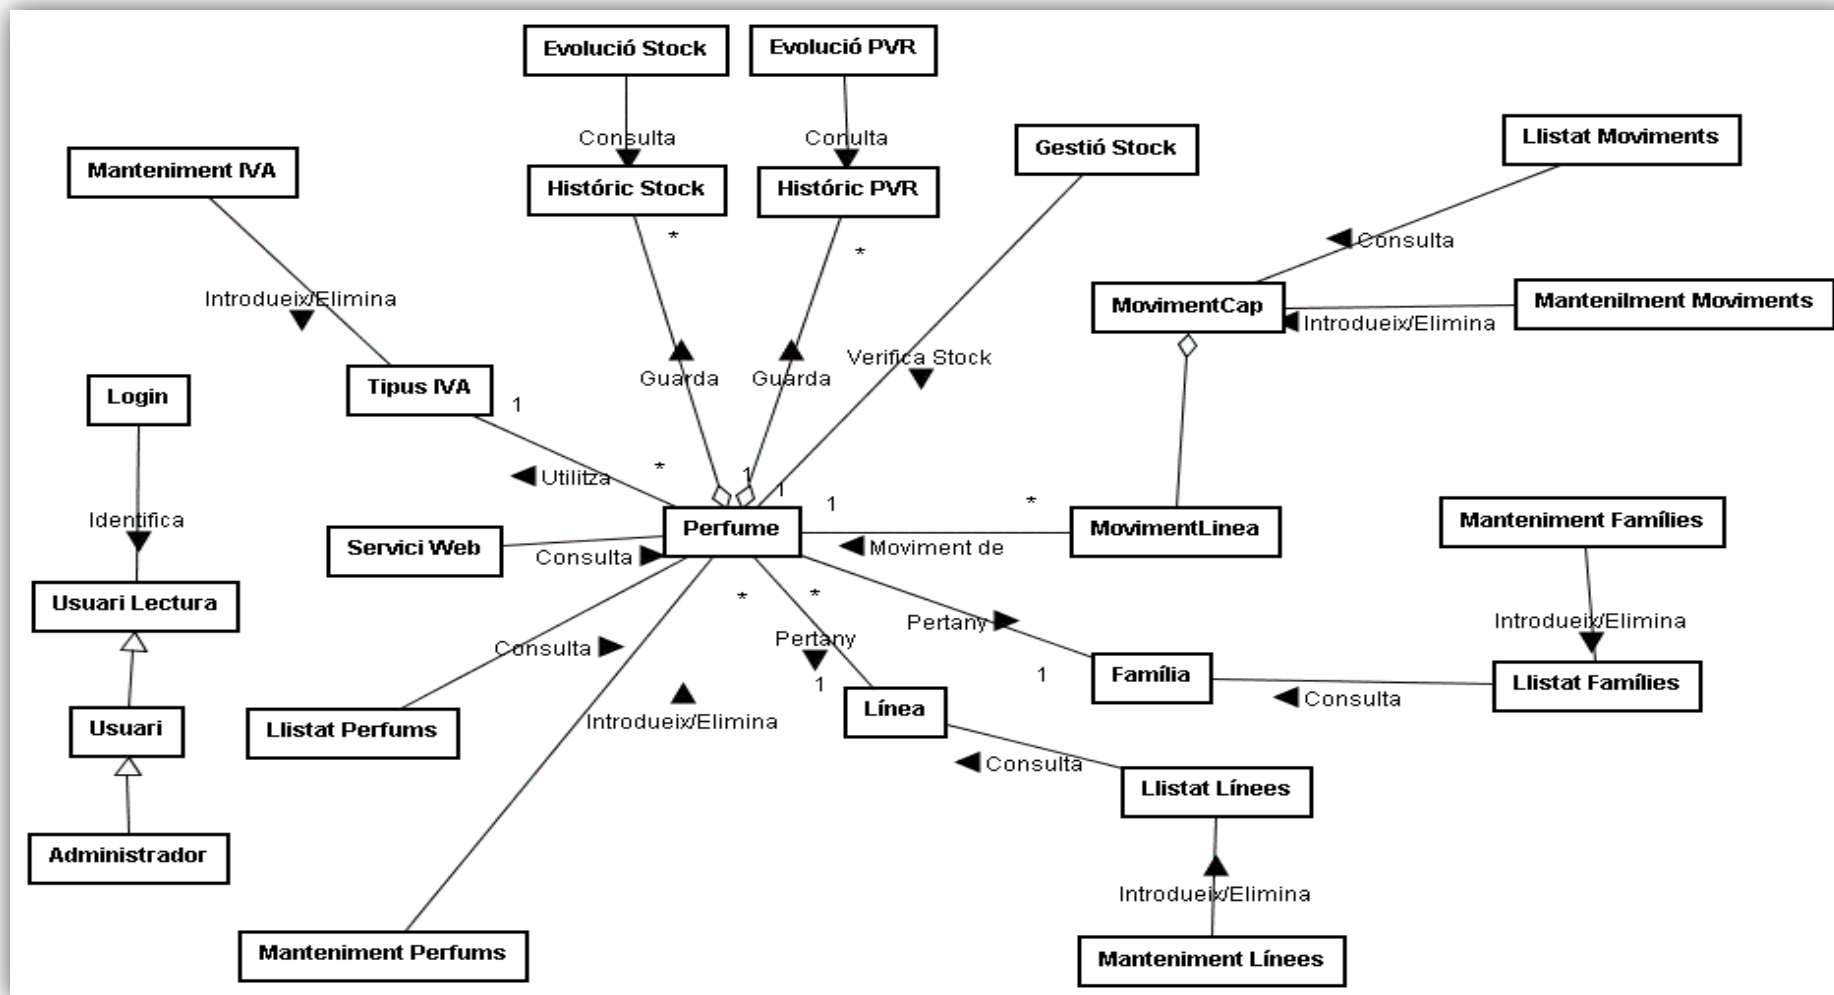 Evolució Stock
Evolució PVR
Consulta
Conulta
Gestió Stock
Llistat Moviments
Manteniment IVA
Históric Stock
Históric PVR
*
*
Consulta
Introdueix/Elimina
MovimentCap
Mantenilment Moviments
Introdueix/Elimina
Verifica Stock
Guarda
Guarda
Login
Tipus IVA
1
*
Utilitza
1
1
1
*
Identifica
Perfume
MovimentLinea
Manteniment Famílies
Servici Web
Consulta
Moviment de
Usuari Lectura
*
*
Pertany
Introdueix/Elimina
Consulta
Pertany
1
1
Família
Llistat Famílies
Consulta
Usuari
Llistat Perfums
Introdueix/Elimina
Línea
Consulta
Llistat Línees
Administrador
Introdueix/Elimina
Manteniment Perfums
Manteniment Línees